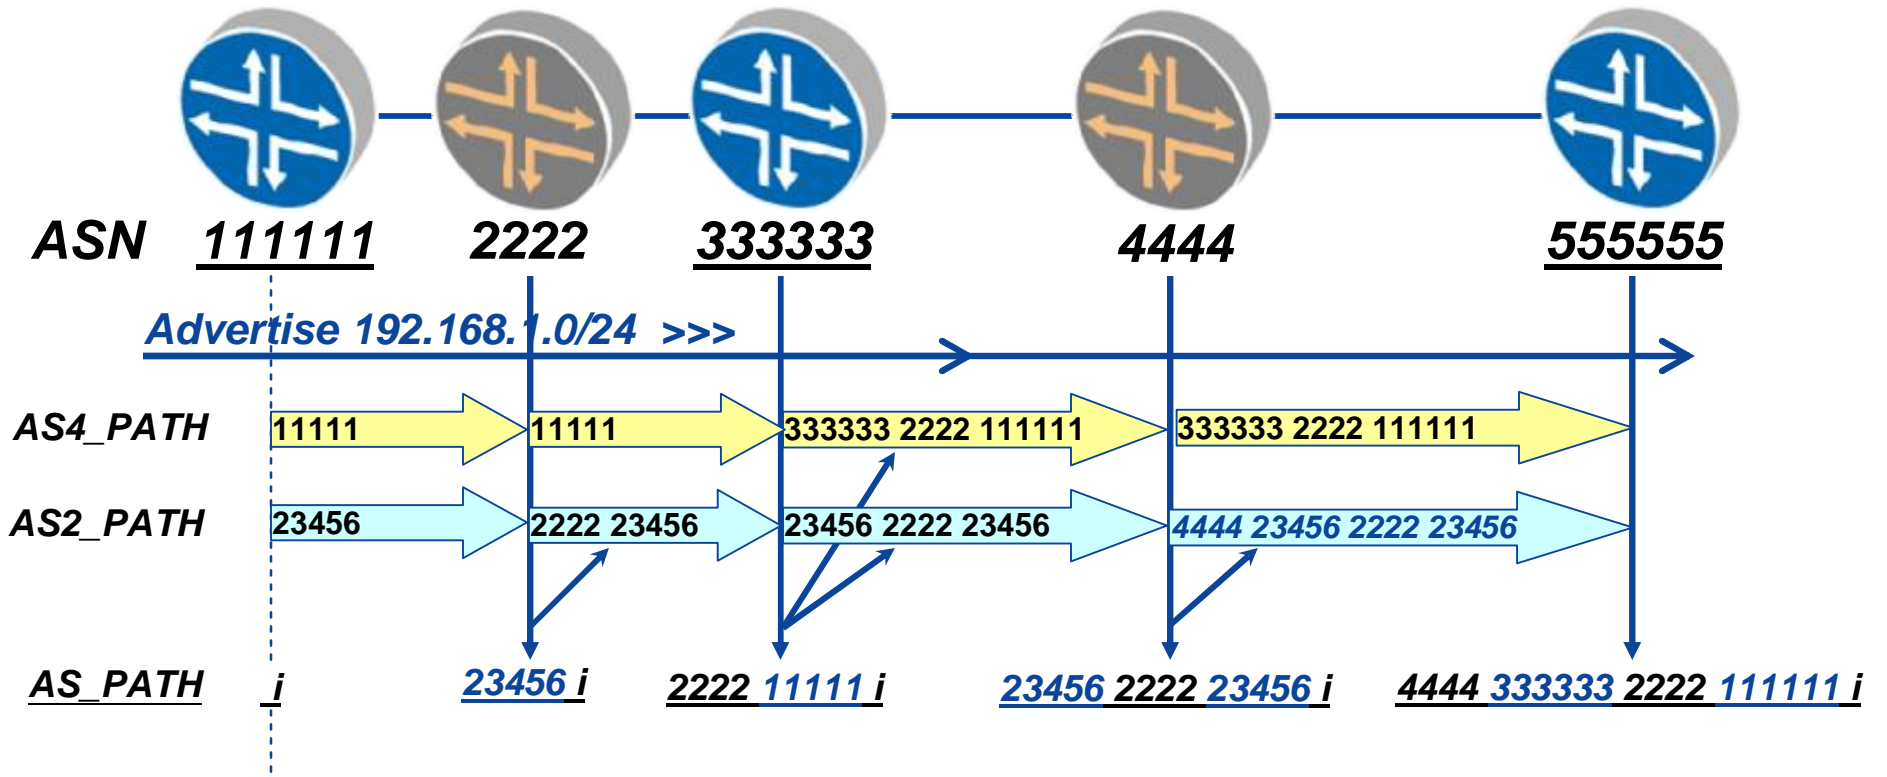 ASN 111111 2222 333333 4444 555555
Advertise 192.168.1.0/24 >>>
AS4_PATH 11111 11111 333333 2222 111111 333333 2222 111111
AS2_PATH 23456 2222 23456 23456 2222 23456 4444 23456 2222 23456
AS_PATH i 23456 i 2222 11111 i 23456 2222 23456 i 4444 333333 2222 111111 i